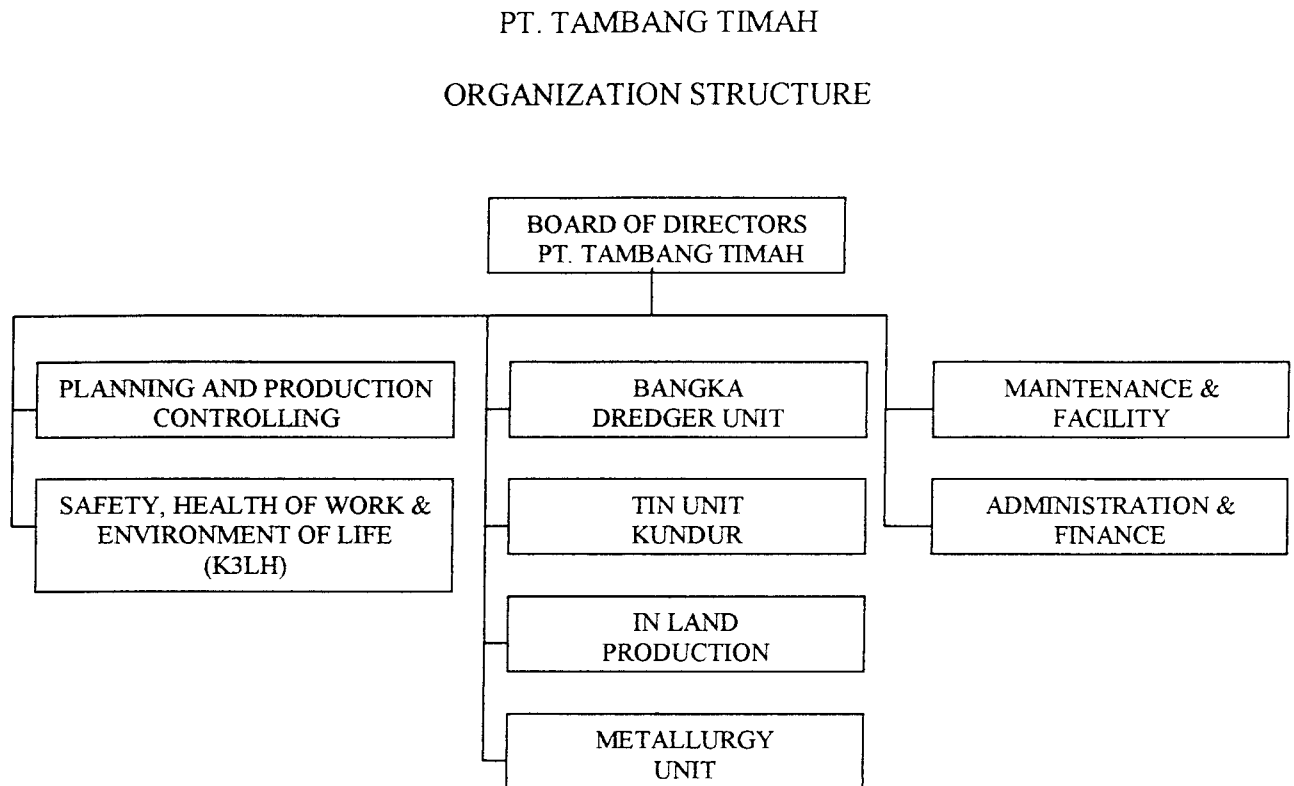 PT. TAMBANG TIMAH
ORGANIZATION STRUCTURE
BOARD OF DIRECTORS
PT. TAMBANG TIMAH
PLANNING AND PRODUCTION
CONTROLLING
SAFETY, HEALTH OF WORK &
ENVIRONMENT OF LIFE
(K3LH)
BANGKA
DREDGER UNIT
TIN UNIT
KUNDUR
IN LAND
PRODUCTION
METALLURGY
UNIT
MAINTENANCE &
FACILITY
ADMINISTRATION &
FINANCE